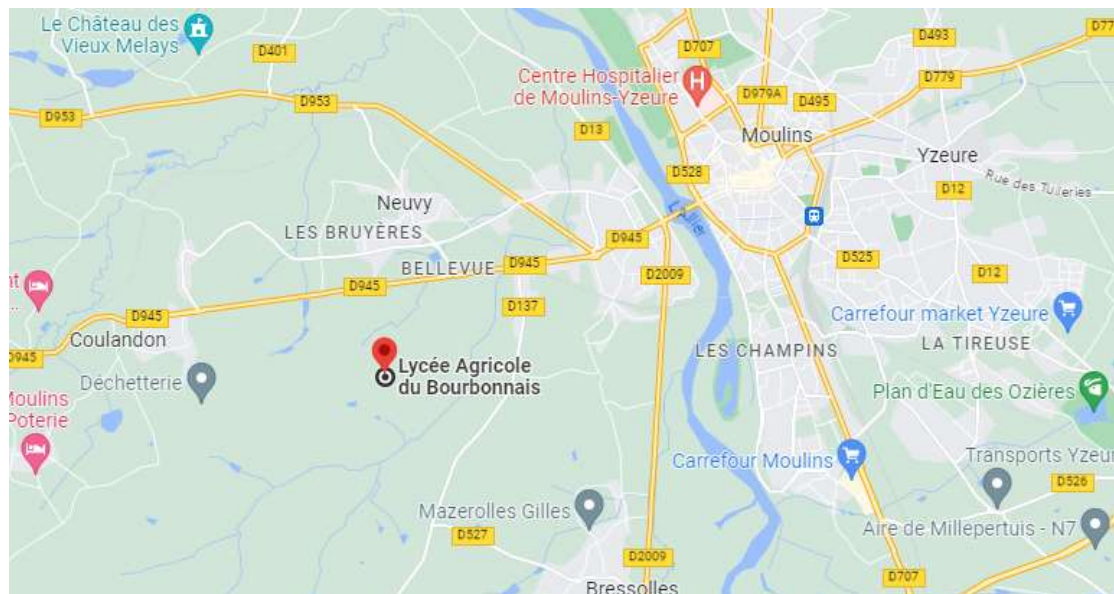 Le Château des
Vieux Melays
D401
D707
D493
D779
Centre Hospitalier
de Moulins-Yzeure
D979A
D495
D953
D953
D13
Moulins
Yzeure
D528
D12
Rue des Tuileries
Neuvy
L'Allier
LES BRUYÈRES
D945
BELLEVUE
D945
D945
D2009
D525
D12
D137
D945
Carrefour market Yzeure
Coulandon
LES CHAMPINS
LA TIREUSE
D945
Lycée Agricole
du Bourbonnais
Déchetterie
Plan d'Eau des Ozières
Moulins
Poterie
Carrefour Moulins
Transports Yzeur
D526
Mazerolles Gilles
D527
Aire de Millepertuis - N7
D2009
Bressolles
D707